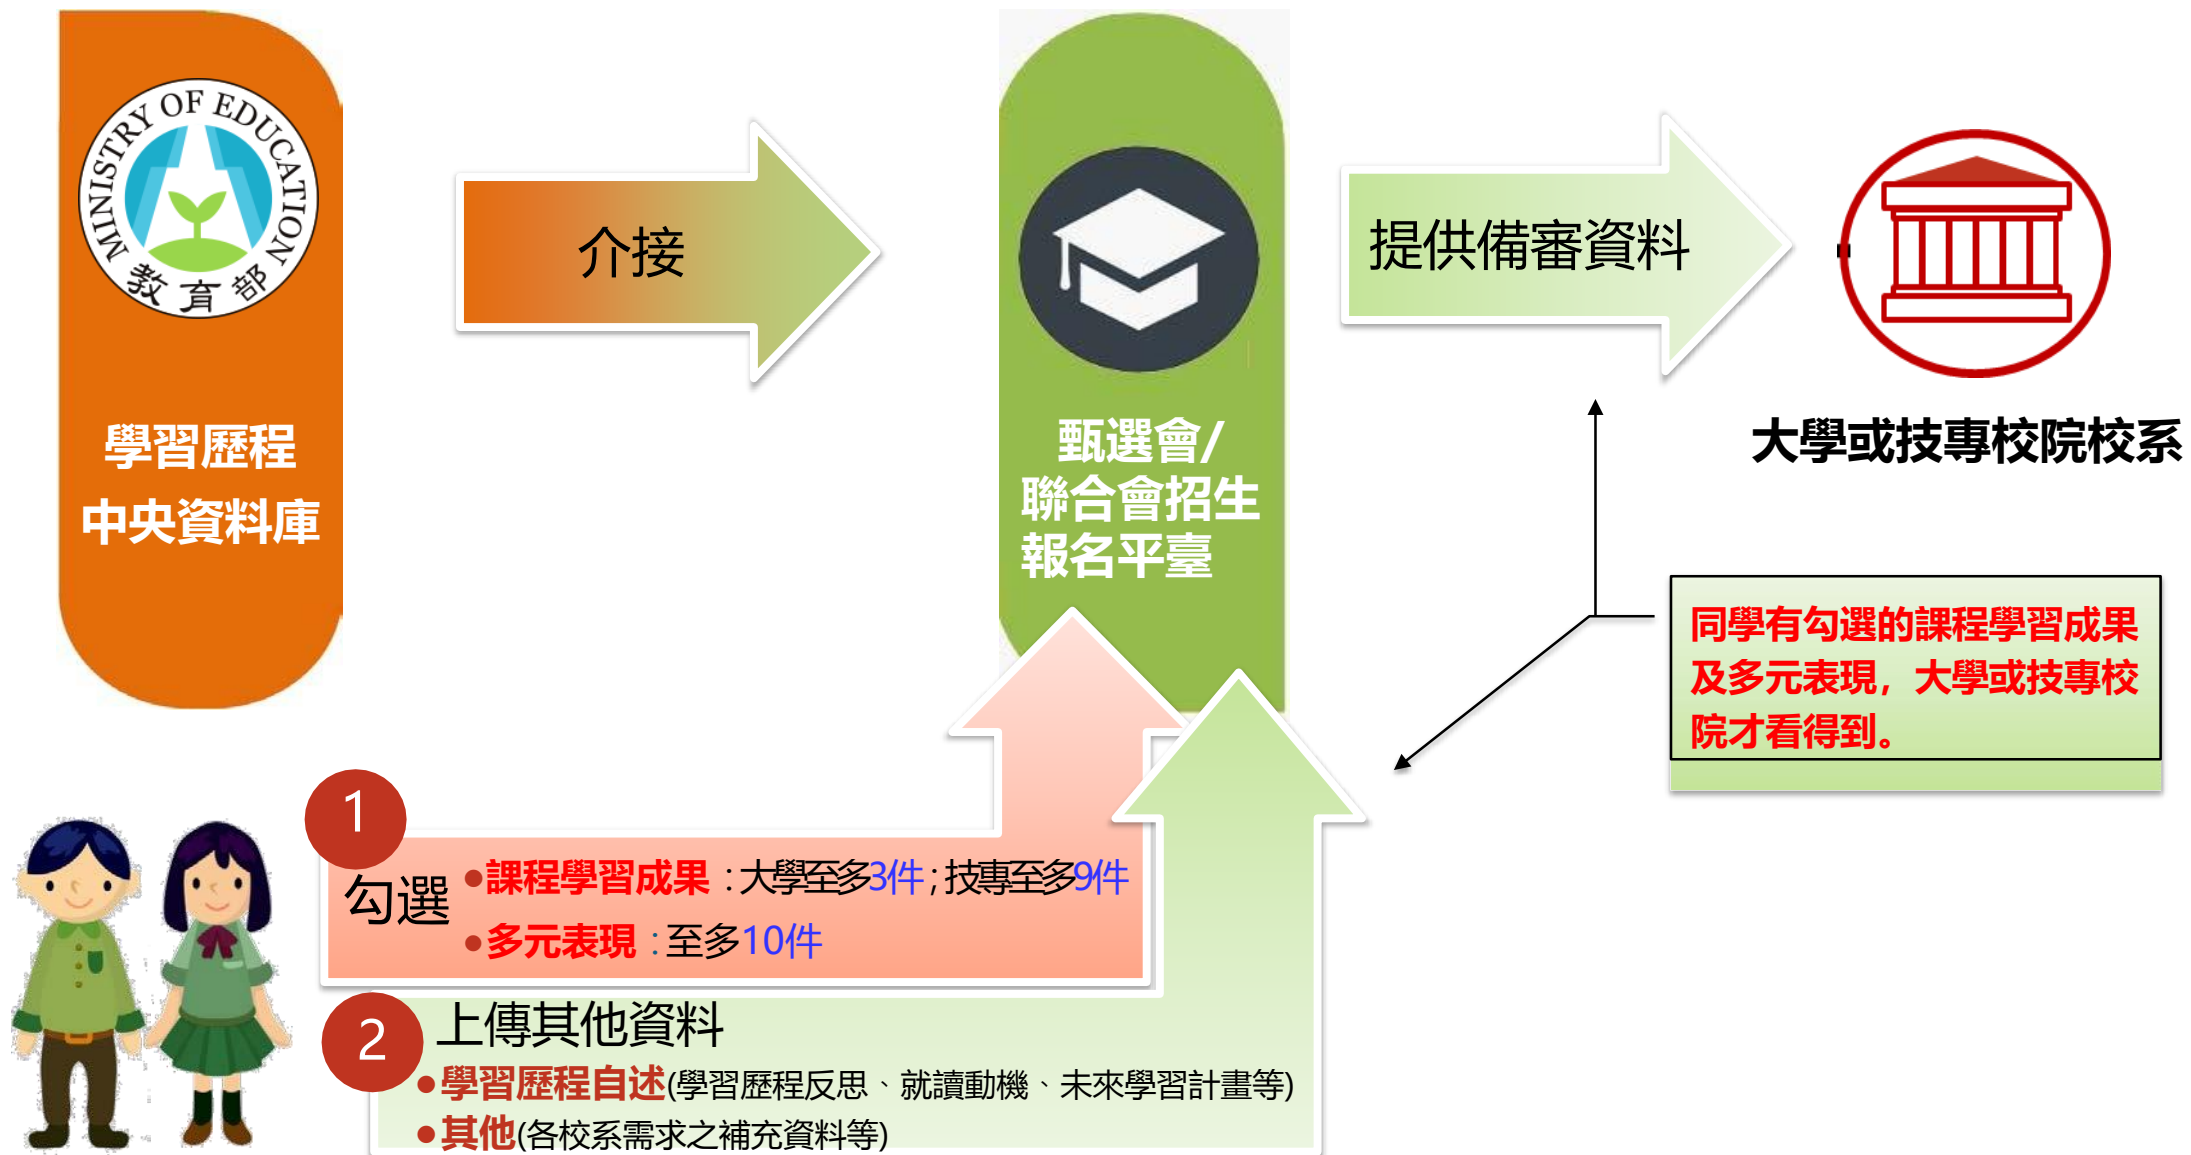 MINISTRY OF EDUCATION
教育部
學習歷程
中央資料庫
介接
甄選會/
聯合會招生
報名平臺
提供備審資料
大學或技專校院校系
同學有勾選的課程學習成果
及多元表現，大學或技專校
院才看得到。
1
勾選
●課程學習成果：大學至多3件；技專至多9件
●多元表現：至多10件
2
上傳其他資料
●學習歷程自述(學習歷程反思、就讀動機、未來學習計畫等)
●其他(各校系需求之補充資料等)